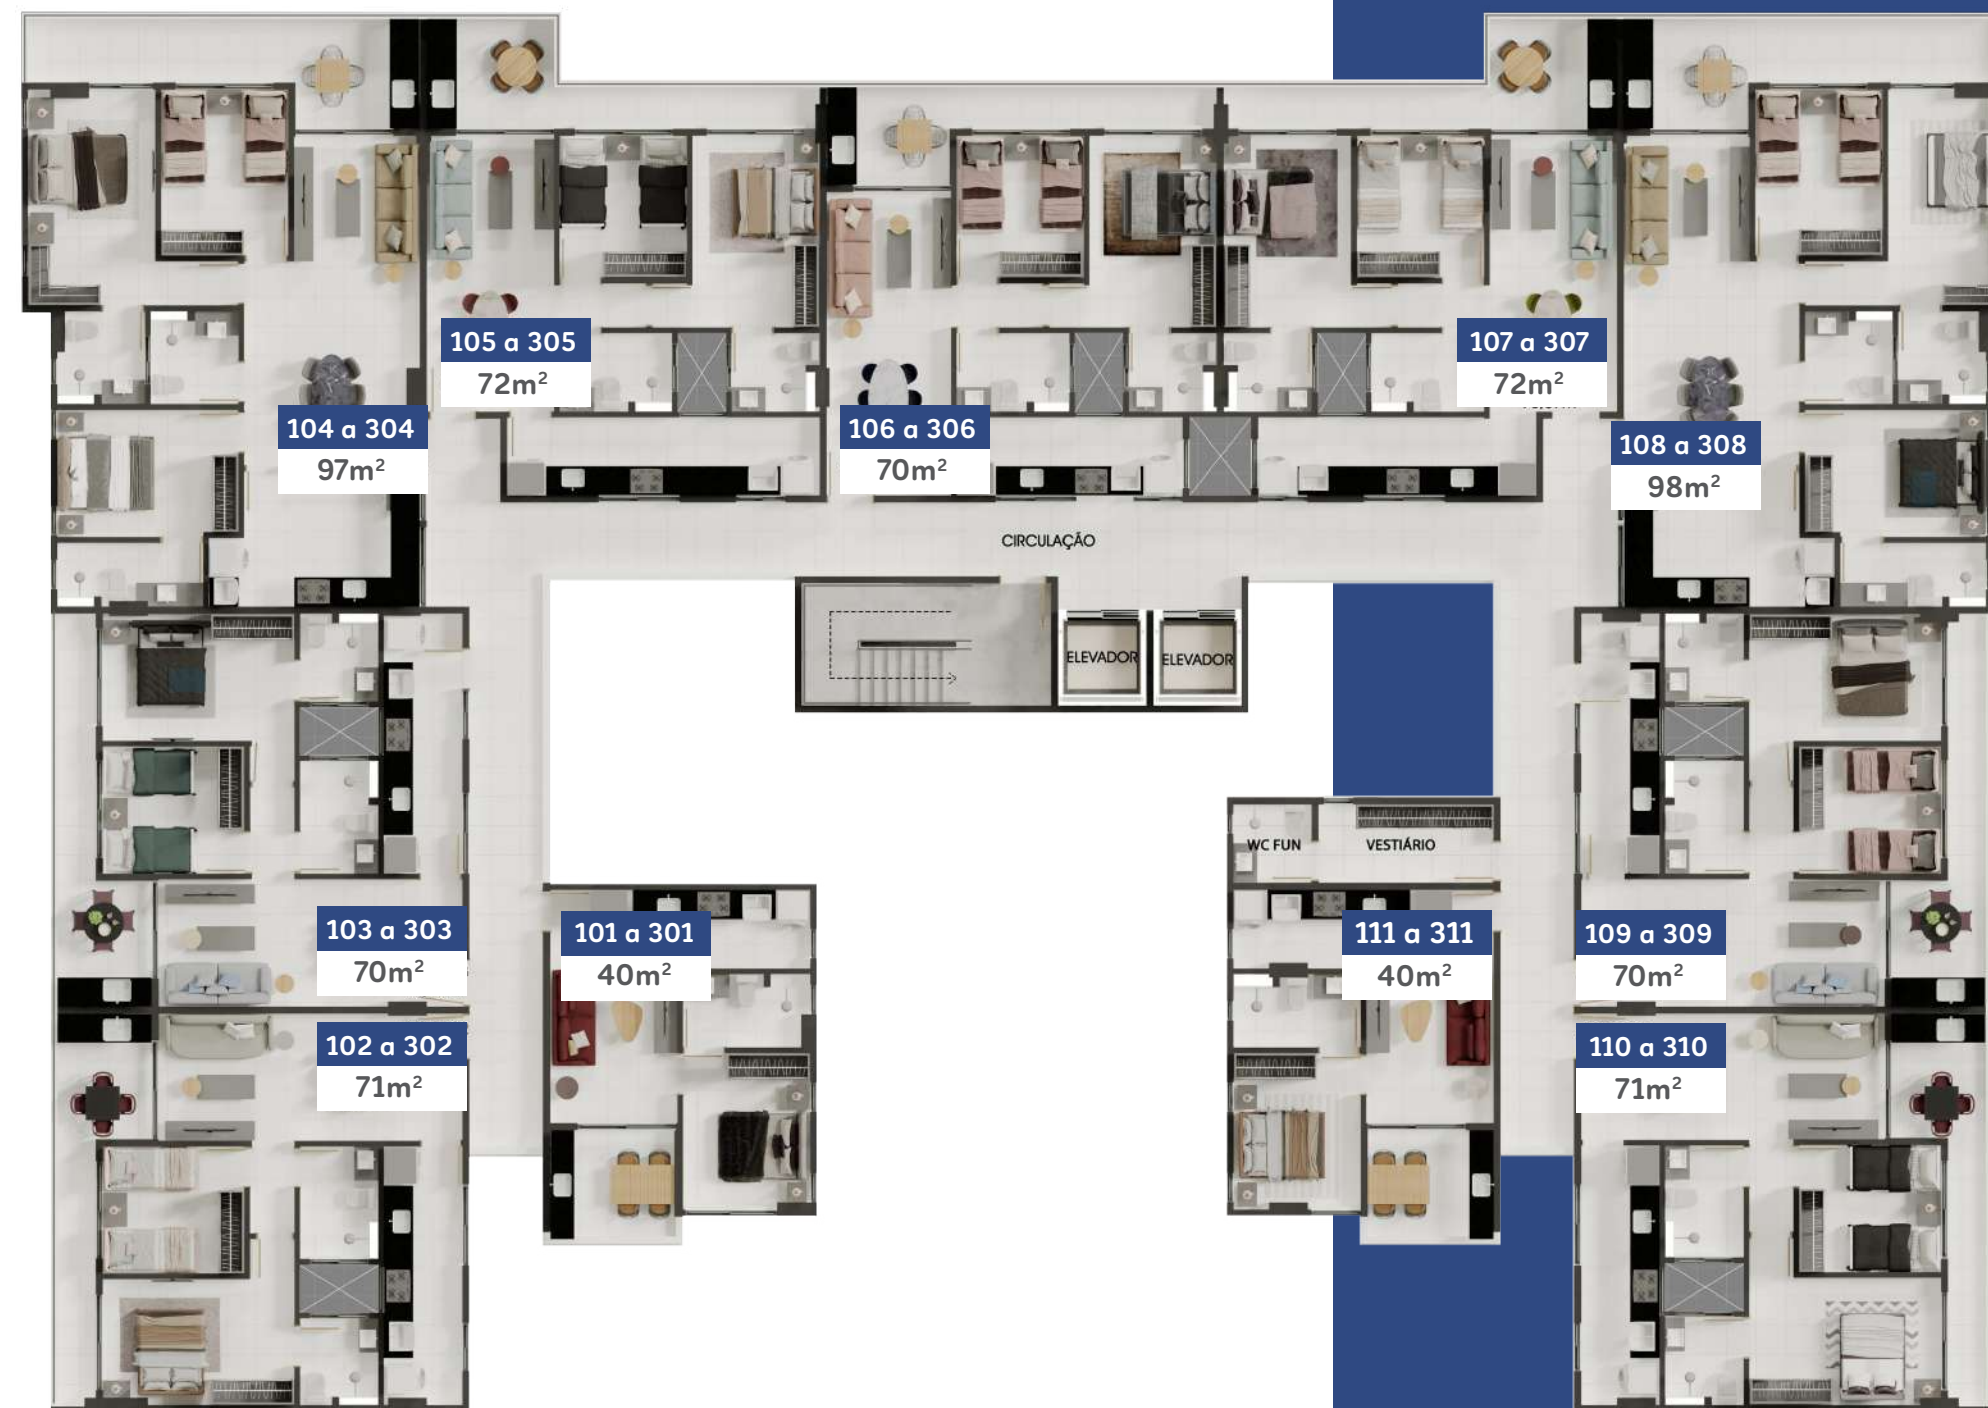 105 a 305
72m²
107 a 307
72m²
104 a 304
97m²
106 a 306
70m²
108 a 308
98m²
CIRCULAÇÃO
ELEVADOR
ELEVADOR
WC FUN
VESTIÁRIO
103 a 303
70m²
101 a 301
40m²
111 a 311
40m²
109 a 309
70m²
102 a 302
71m²
110 a 310
71m²